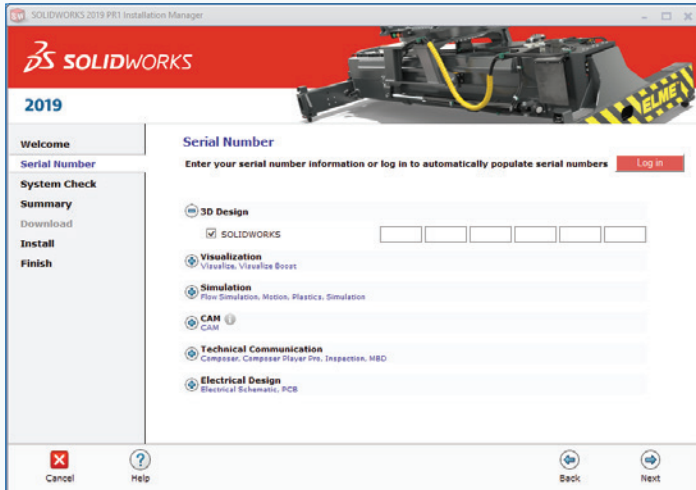 SOLIDWORKS 2019 PR1 Installation Manager
SOLIDWORKS
ELME
2019
Welcome
Serial Number
System Check
Summary
Download
Install
Finish
Serial Number
Enter your serial number information or log in to automatically populate serial numbers
Log in
3D Design
SOLIDWORKS
Visualization
Visualize, Visualize Boost
Simulation
Flow Simulation, Motion, Plastics, Simulation
CAM
CAM
Technical Communication
Composer, Composer Player Pro, Inspection, MBD
Electrical Design
Electrical Schematic, PCB
Cancel
Help
Back
Next